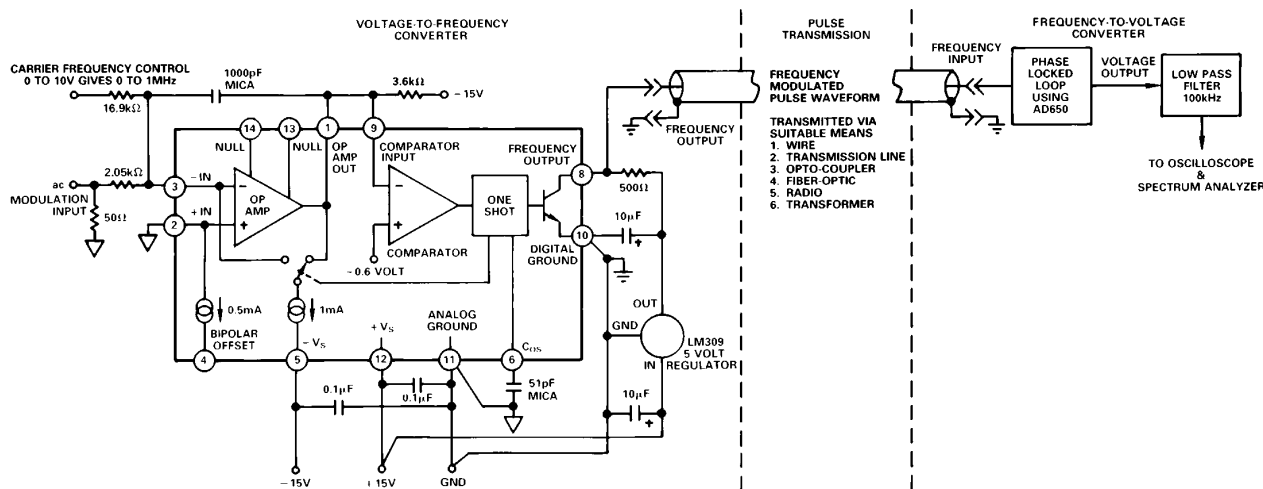 VOLTAGE-TO-FREQUENCY
CONVERTER
PULSE
TRANSMISSION
FREQUENCY-TO-VOLTAGE
CONVERTER
CARRIER FREQUENCY CONTROL
0 TO 10V GIVES 0 TO 1MHz
1000pF
MICA
3.6kΩ
−15V
16.9kΩ
FREQUENCY
MODULATED
PULSE WAVEFORM
FREQUENCY
INPUT
PHASE
LOCKED
LOOP
USING
AD650
VOLTAGE
OUTPUT
LOW PASS
FILTER
100kHz
14
13
1
9
NULL
NULL
OP
AMP
OUT
COMPARATOR
INPUT
FREQUENCY
OUTPUT
8
FREQUENCY
OUTPUT
TRANSMITTED VIA
SUITABLE MEANS
1. WIRE
2. TRANSMISSION LINE
3. OPTO-COUPLER
4. FIBER-OPTIC
5. RADIO
6. TRANSFORMER
TO OSCILLOSCOPE
&
SPECTRUM ANALYZER
ac
MODULATION
INPUT
2.05kΩ
50Ω
3
−IN
2
+IN
−
+
OP
AMP
−
+
COMPARATOR
ONE
SHOT
500Ω
10μF
+
10
DIGITAL
GROUND
−0.6 VOLT
0.5mA
1mA
BIPOLAR
OFFSET
−VS
+VS
ANALOG
GROUND
COS
4
5
12
11
6
OUT
GND
IN
LM309
5 VOLT
REGULATOR
0.1μF
0.1μF
51pF
MICA
10μF
+
−15V
+15V
GND